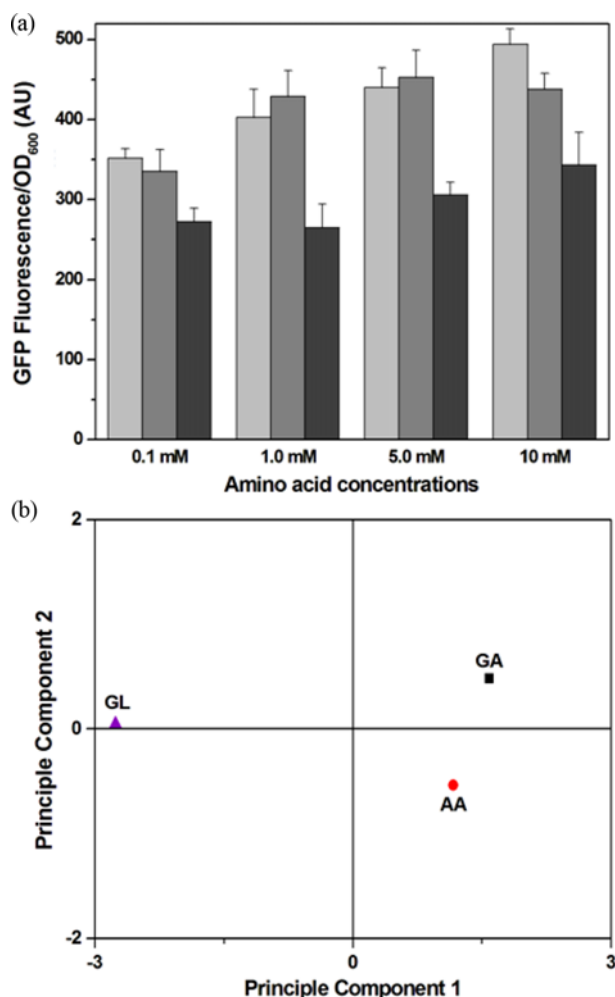 (a)
GFP Fluorescence/OD600 (AU)
500
400
300
200
100
0
0.1 mM 1.0 mM 5.0 mM 10 mM
Amino acid concentrations
(b)
Principle Component 2
2
0
-2
GL
GA
AA
-3 0 3
Principle Component 1